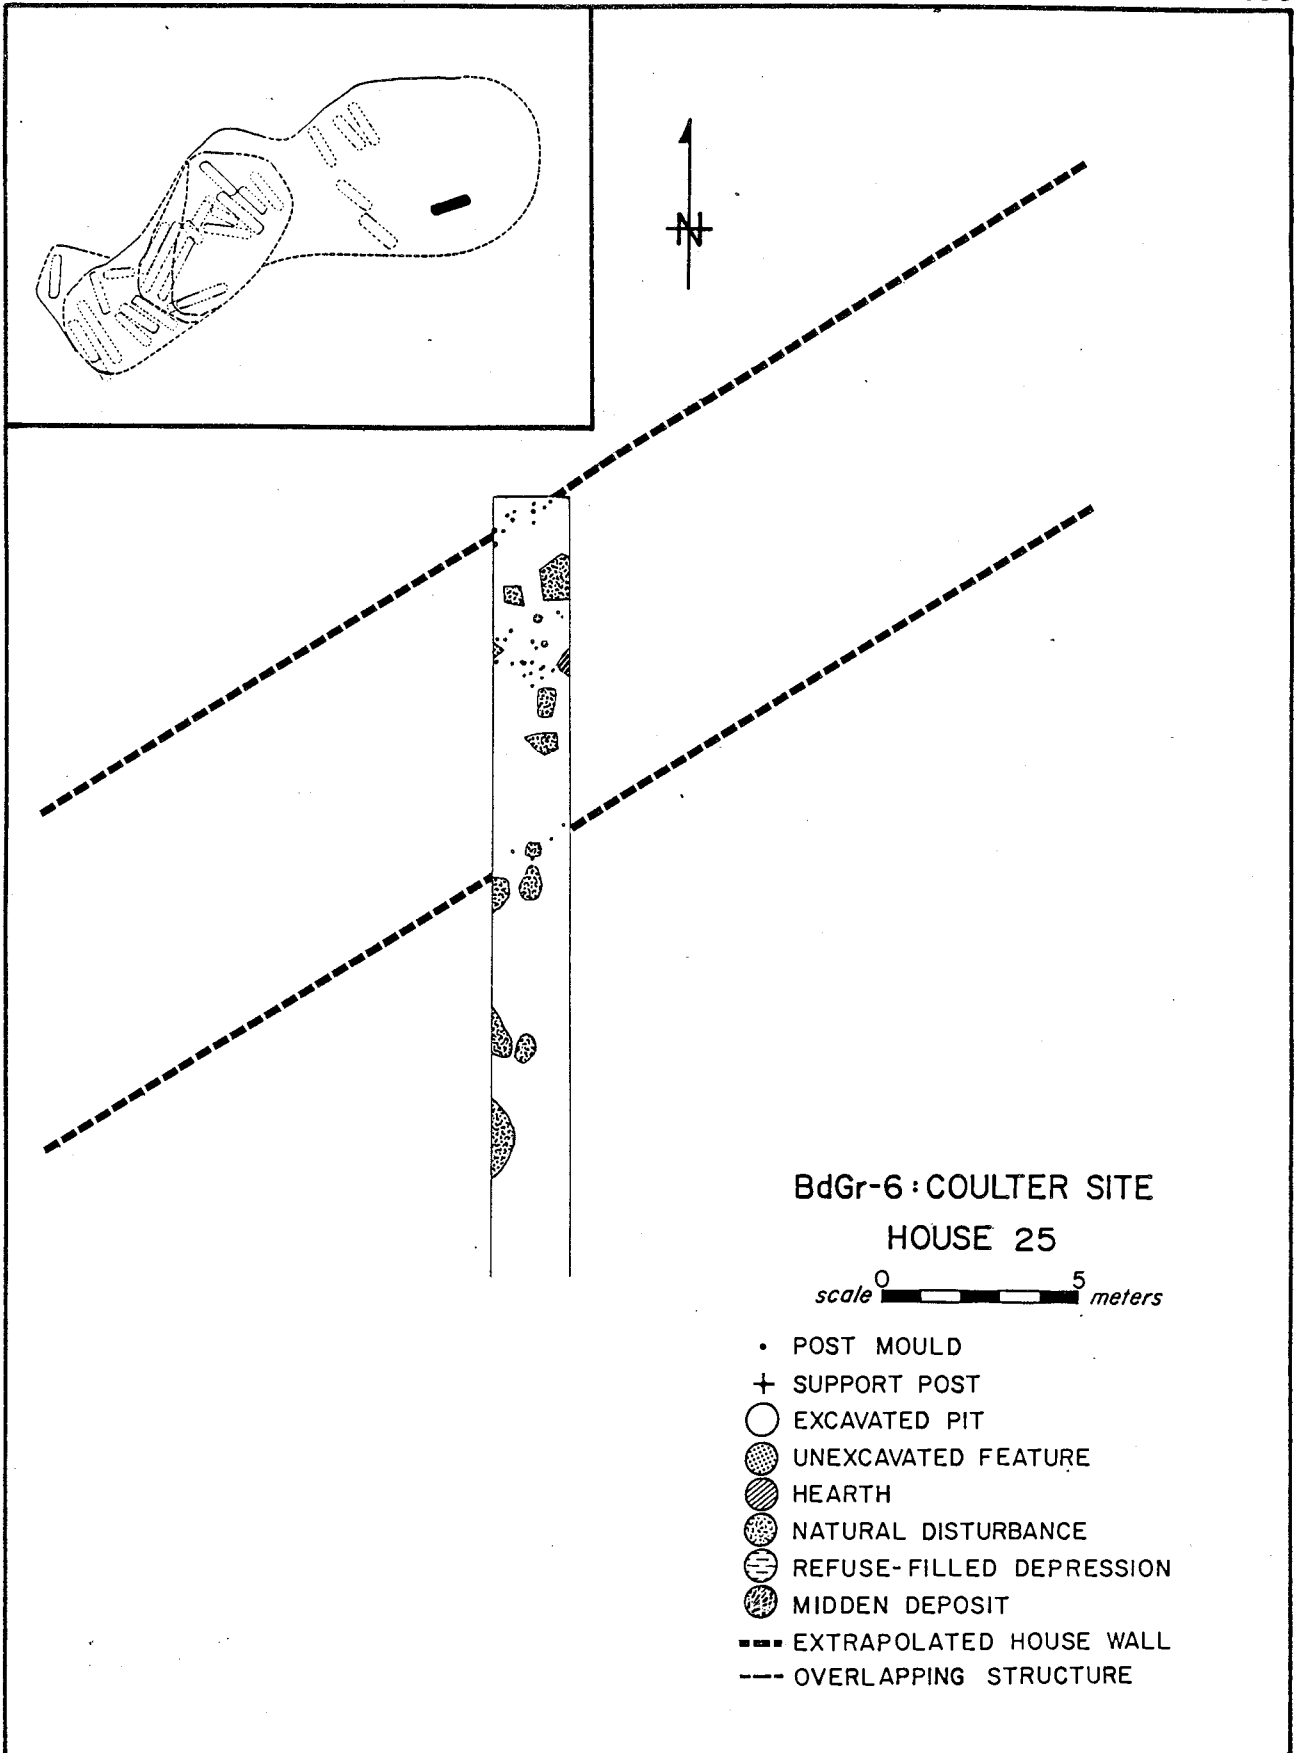 N
BdGr-6: COULTER SITE
HOUSE 25
0 5
scale meters
POST MOULD
SUPPORT POST
EXCAVATED PIT
UNEXCAVATED FEATURE
HEARTH
NATURAL DISTURBANCE
REFUSE-FILLED DEPRESSION
MIDDEN DEPOSIT
EXTRAPOLATED HOUSE WALL
OVERLAPPING STRUCTURE